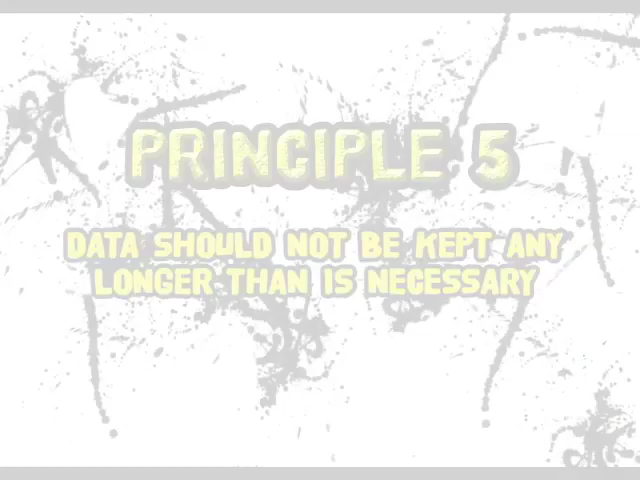 PRINCIPLE 5
DATA SHOULD NOT BE KEPT ANY
LONGER THAN IS NECESSARY